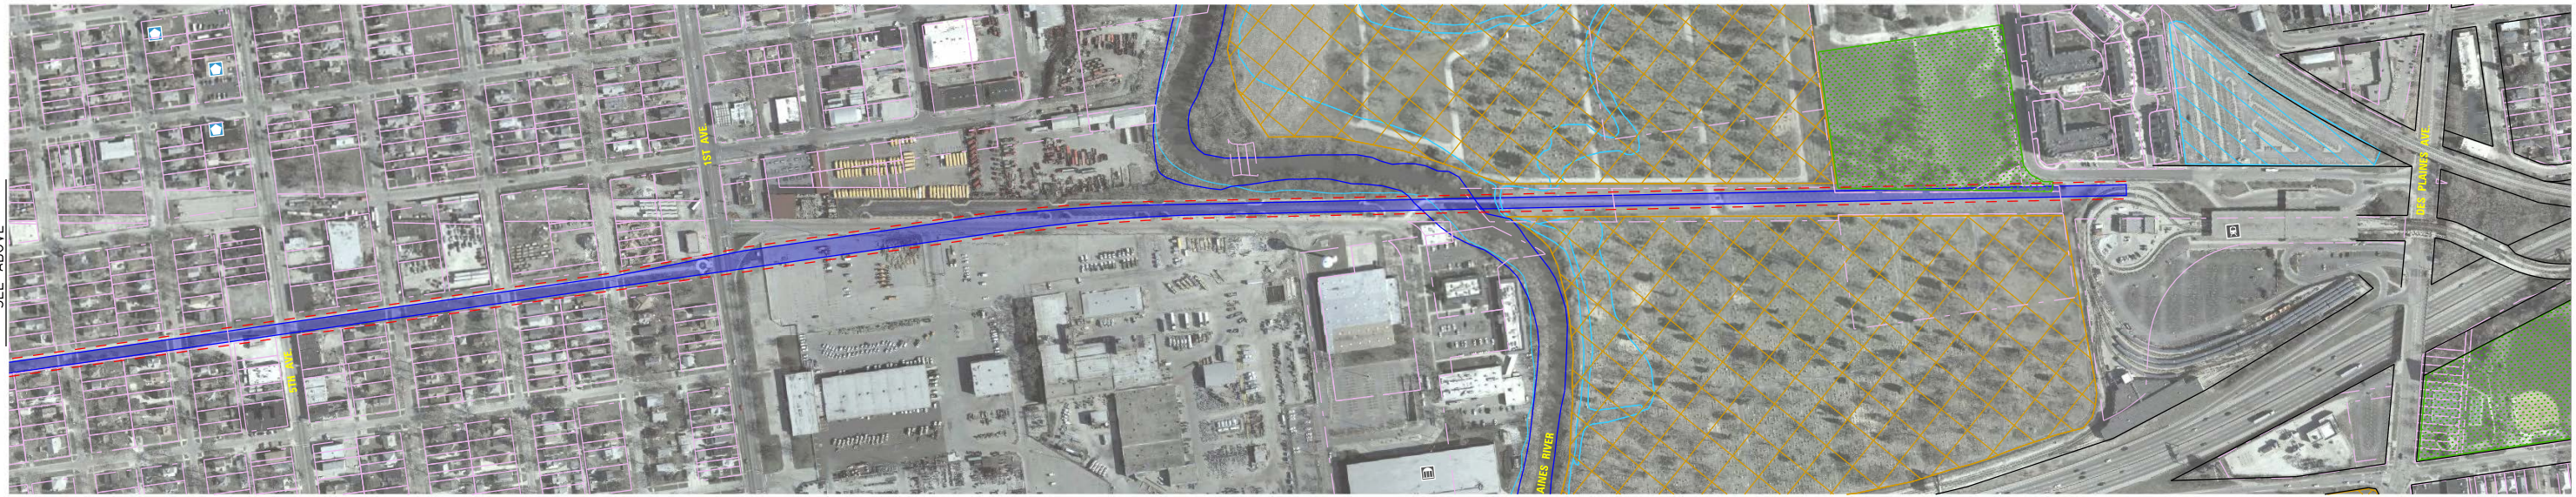 1ST AVE.
DES PLAINES AVE.
SEE ABOVE
5TH AVE
AINES RIVER